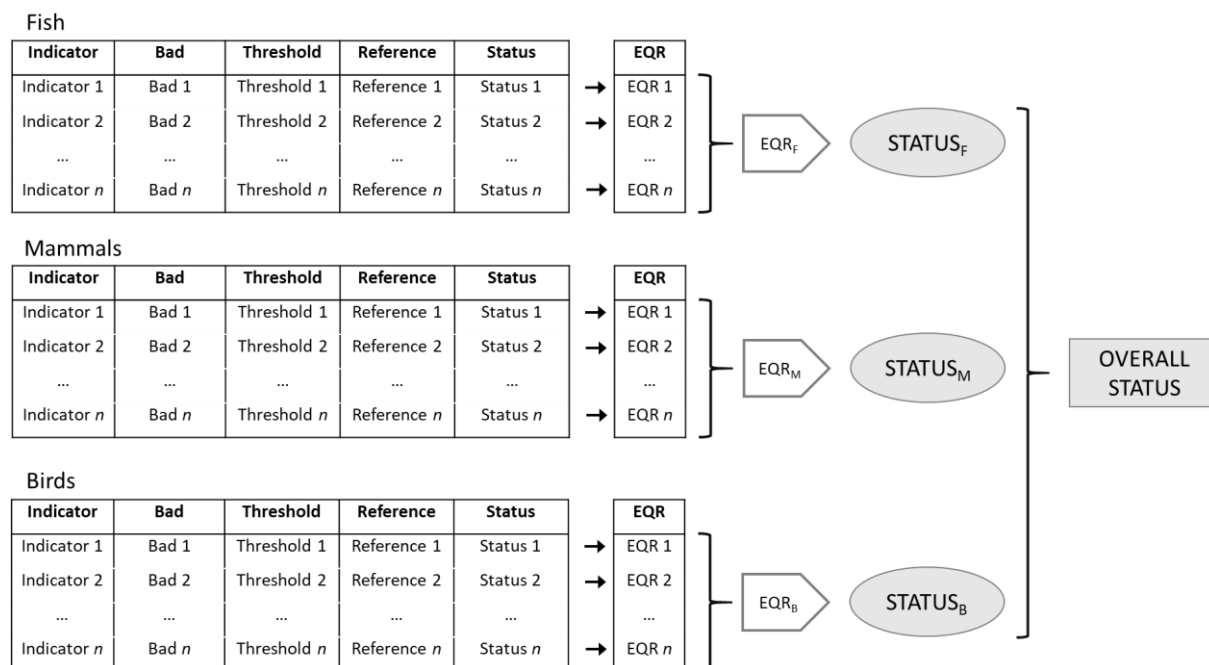 Fish
Indicator Bad Threshold Reference Status EQR
Indicator 1 Bad 1 Threshold 1 Reference 1 Status 1 → EQR 1
Indicator 2 Bad 2 Threshold 2 Reference 2 Status 2 → EQR 2
... ... ... ... ... ...
Indicator n Bad n Threshold n Reference n Status n → EQR n
EQRF
STATUSF
Mammals
Indicator Bad Threshold Reference Status EQR
Indicator 1 Bad 1 Threshold 1 Reference 1 Status 1 → EQR 1
Indicator 2 Bad 2 Threshold 2 Reference 2 Status 2 → EQR 2
... ... ... ... ... ...
Indicator n Bad n Threshold n Reference n Status n → EQR n
EQRM
STATUSM
OVERALL
STATUS
Birds
Indicator Bad Threshold Reference Status EQR
Indicator 1 Bad 1 Threshold 1 Reference 1 Status 1 → EQR 1
Indicator 2 Bad 2 Threshold 2 Reference 2 Status 2 → EQR 2
... ... ... ... ... ...
Indicator n Bad n Threshold n Reference n Status n → EQR n
EQRB
STATUSB